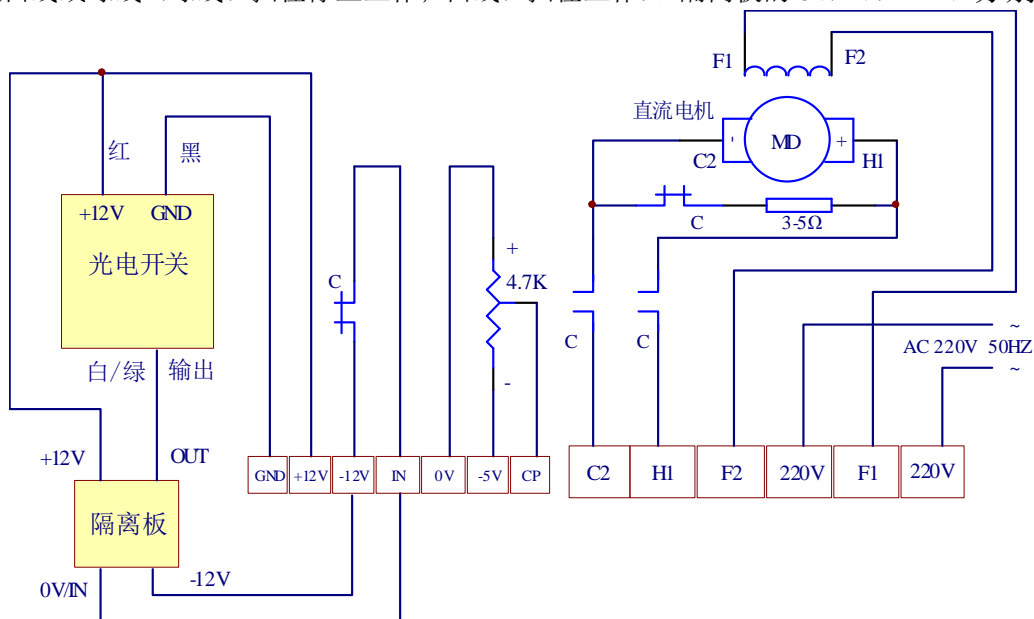 F1
F2
直流电机
-
MD
+
C2
H1
红
黑
+12V
GND
C
3-5Ω
光电开关
+
C
4.7K
C
C
~
AC 220V 50HZ
~
白/绿
输出
-
+12V
OUT
GND
+12V
-12V
IN
0V
-5V
CP
C2
H1
F2
220V
F1
220V
隔离板
0V/IN
-12V